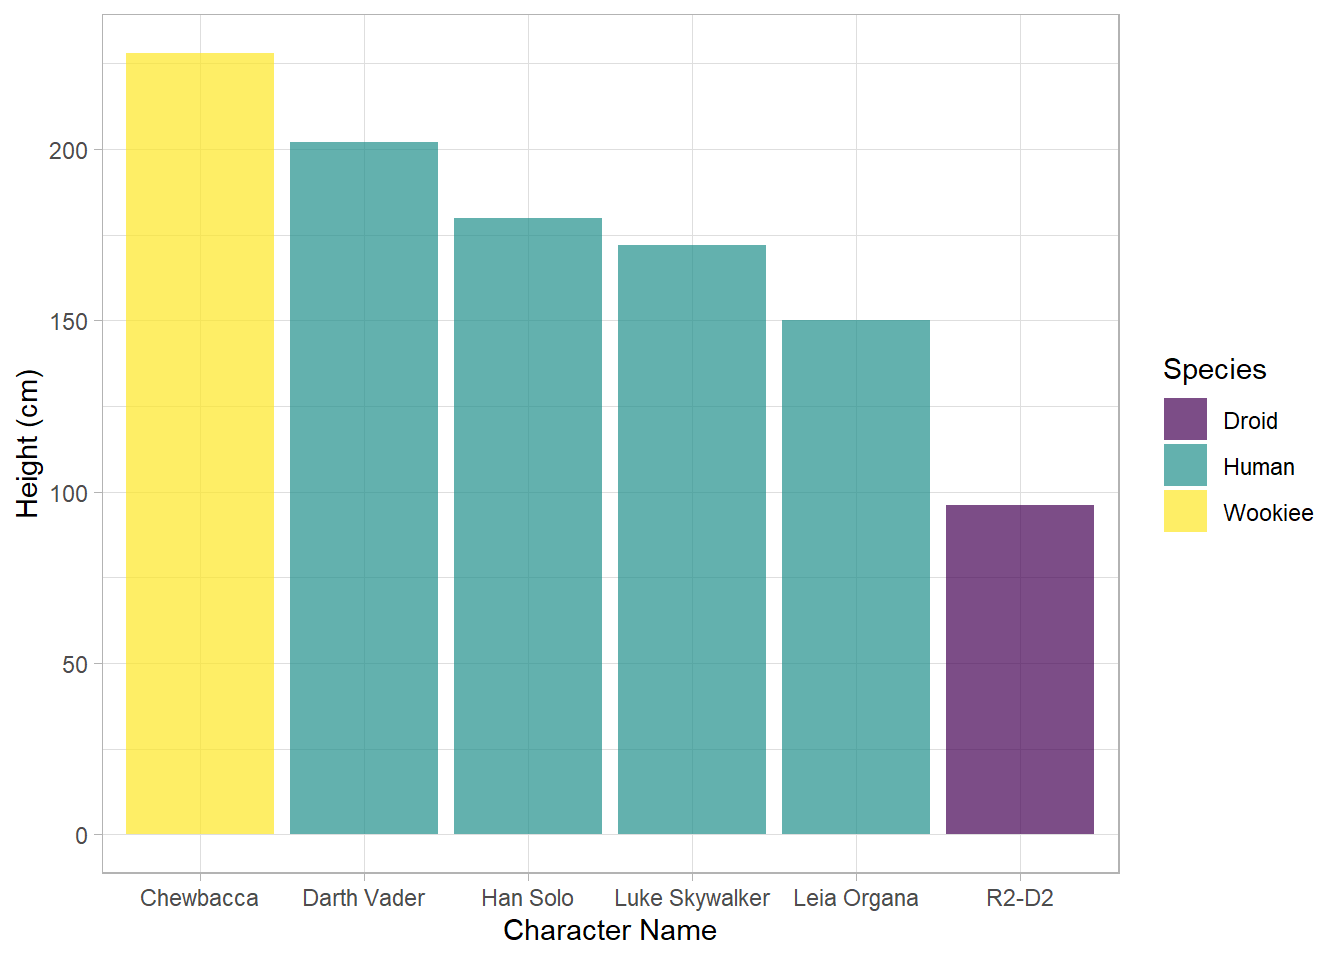 200
150
100
50
0
Height (cm)
Chewbacca Darth Vader Han Solo Luke Skywalker Leia Organa R2-D2
Character Name
Species
Droid
Human
Wookiee